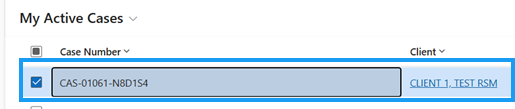 My Active Cases
Case Number Client
CAS-01061-N8D1S4 CLIENT 1, TEST RSM